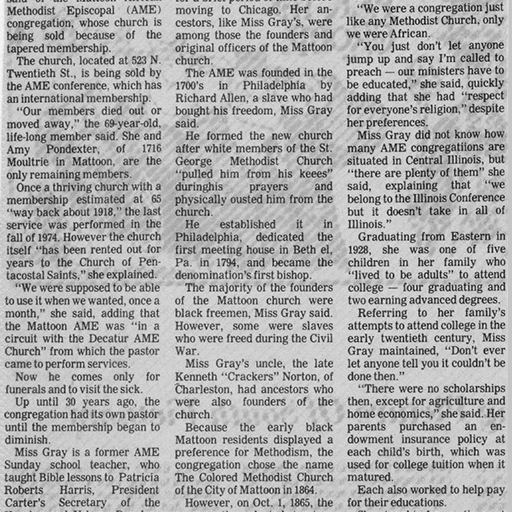 Methodist Episcopal (AME)
congregation, whose church is
being sold because of the
tapered membership.
The church, located at 523 N.
Twentieth St., is being sold by
the AME conference, which has
an international membership.
"Our members died out or
moved away," the 69-year-old,
life-long member said. She and
Amy Pondexter, of 1716
Moultrie in Mattoon, are the
only remaining members.
Once a thriving church with a
membership estimated at 65
"way back about 1918," the last
service was performed in the
fall of 1974. However the church
itself "has been rented out for
years to the Church of Pen-
tacostal Saints," she explained.
"We were supposed to be able
to use it when we wanted, once a
month," she said, adding that
the Mattoon AME was "in a
circuit with the Decatur AME
Church" from which the pastor
came to perform services.
Now he comes only for
funerals and to visit the sick.
Up until 30 years ago, the
congregation had its own pastor
until the membership began to
diminish.
Miss Gray is a former AME
Sunday school teacher, who
taught Bible lessons to Patricia
Roberts Harris, President
Carter's Secretary of the
moving to Chicago. Her an-
cestors, like Miss Gray's, were
among those the founders and
original officers of the Mattoon
church.
The AME was founded in the
1700's in Philadelphia by
Richard Allen, a slave who had
bought his freedom, Miss Gray
said.
He formed the new church
after white members of the St.
George Methodist Church
"pulled him from his keees"
duringhis prayers and
physically ousted him from the
church.
He established it in
Philadelphia, dedicated the
first meeting house in Beth el,
Pa. in 1794, and became the
denomination's first bishop.
The majority of the founders
of the Mattoon church were
black freemen, Miss Gray said.
However, some were slaves
who were freed during the Civil
War.
Miss Gray's uncle, the late
Kenneth "Crackers" Norton, of
Charleston, had ancestors who
were also founders of the
church.
Because the early black
Mattoon residents displayed a
preference for Methodism, the
congregation chose the name
The Colored Methodist Church
of the City of Mattoon in 1864.
However, on Oct. 1, 1865, the
"We were a congregation just
like any Methodist Church, only
we were African.
"You just don't let anyone
jump up and say I'm called to
preach — our ministers have to
be educated," she said, quickly
adding that she had "respect
for everyone's religion," despite
her preferences.
Miss Gray did not know how
many AME congregatiions are
situated in Central Illinois, but
"there are plenty of them" she
said, explaining that "we
belong to the Illinois Conference
but it doesn't take in all of
Illinois."
Graduating from Eastern in
1928, she was one of five
children in her family who
"lived to be adults" to attend
college — four graduating and
two earning advanced degrees.
Referring to her family's
attempts to attend college in the
early twentieth century, Miss
Gray maintained, "Don't ever
let anyone tell you it couldn't be
done then."
"There were no scholarships
then, except for agriculture and
home economics," she said. Her
parents purchased an en-
dowment insurance policy at
each child's birth, which was
used for college tuition when it
matured.
Each also worked to help pay
for their educations.